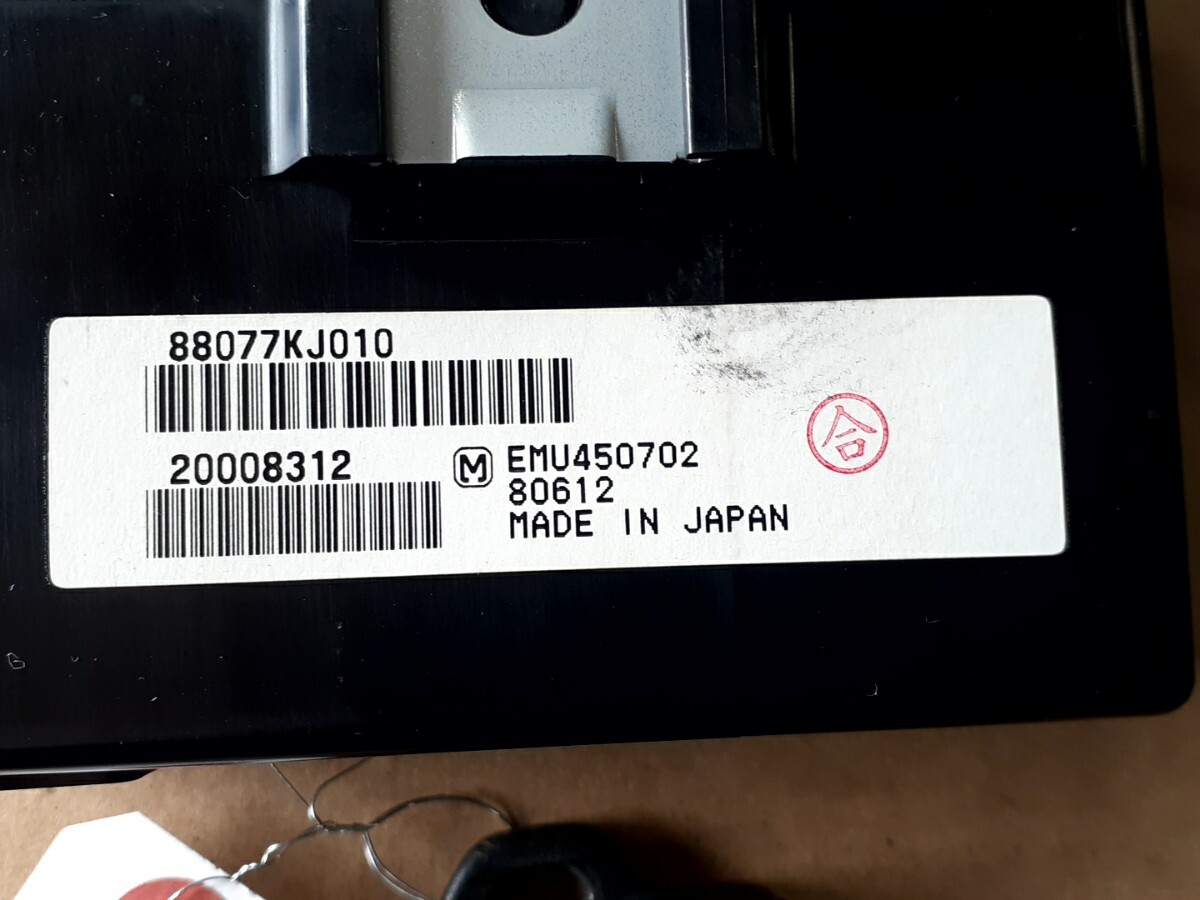 88077KJ010
20008312
M EMU450702
80612
MADE IN JAPAN
合